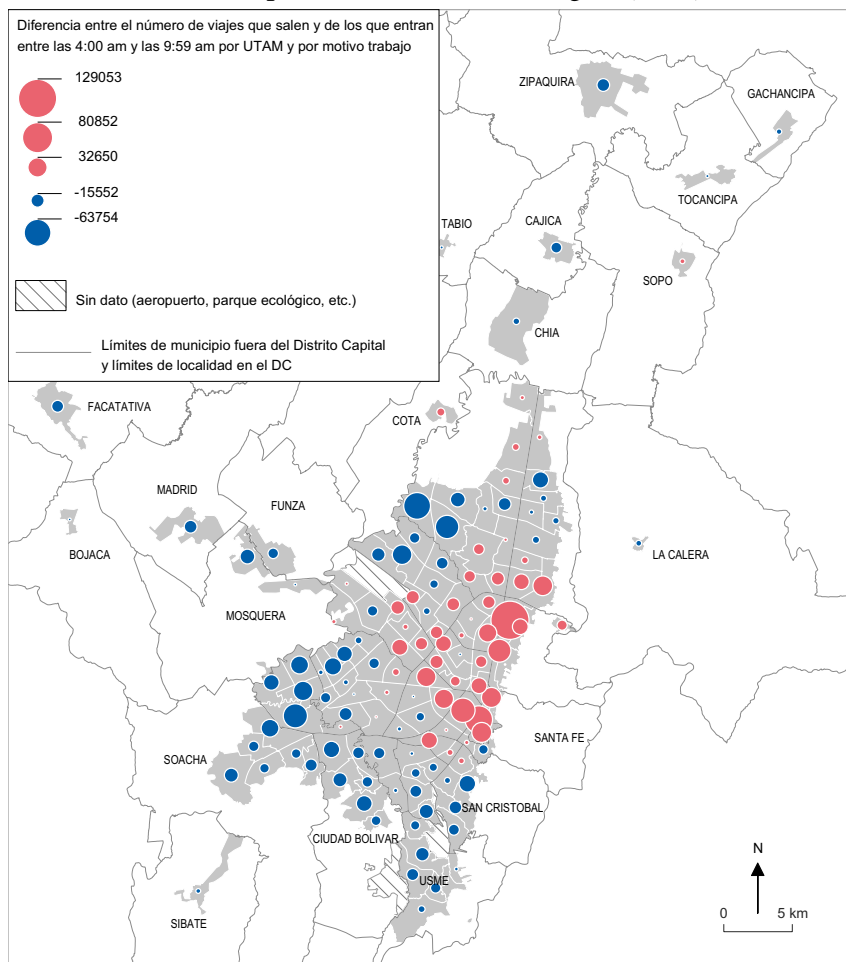 Diferencia entre el número de viajes que salen y de los que entran
entre las 4:00 am y las 9:59 am por UTAM y por motivo trabajo
129053
80852
32650
-15552
-63754
Sin dato (aeropuerto, parque ecológico, etc.)
Límites de municipio fuera del Distrito Capital
y límites de localidad en el DC
ZIPAQUIRA
GACHANCIPA
TOCANCIPA
TABIO
CAJICA
SOPO
CHIA
FACATATIVA
COTA
MADRID
FUNZA
BOJACA
LA CALERA
MOSQUERA
SANTA FE
SOACHA
SAN CRISTOBAL
CIUDAD BOLIVAR
USME
SIBATE
N
0 5 km